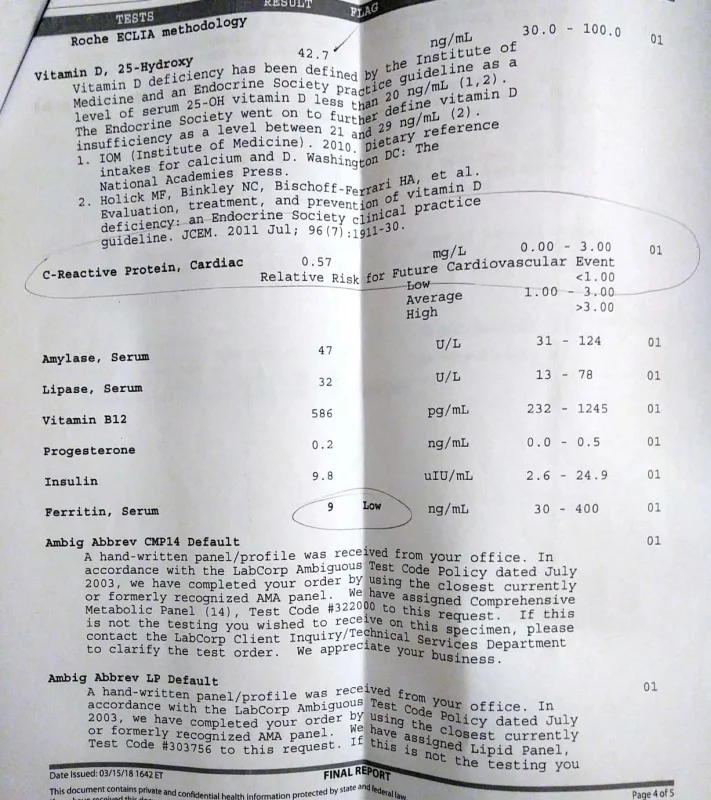 TESTS RESULT FLAG
Roche ECLIA methodology
Vitamin D, 25-Hydroxy 42.7 ng/mL 30.0 - 100.0 01
Vitamin D deficiency has been defined by the Institute of
Medicine and an Endocrine Society practice guideline as a
level of serum 25-OH vitamin D less than 20 ng/mL (1,2).
The Endocrine Society went on to further define vitamin D
insufficiency as a level between 21 and 29 ng/mL (2).
1. IOM (Institute of Medicine). 2010. Dietary reference
intakes for calcium and D. Washington DC: The
National Academies Press.
2. Holick MF, Binkley NC, Bischoff-Ferrari HA, et al.
Evaluation, treatment, and prevention of vitamin D
deficiency: an Endocrine Society clinical practice
guideline. JCEM. 2011 Jul; 96(7):1911-30.
C-Reactive Protein, Cardiac 0.57 mg/L 0.00 - 3.00 01
Relative Risk for Future Cardiovascular Event
Low <1.00
Average 1.00 - 3.00
High >3.00
Amylase, Serum 47 U/L 31 - 124 01
Lipase, Serum 32 U/L 13 - 78 01
Vitamin B12 586 pg/mL 232 - 1245 01
Progesterone 0.2 ng/mL 0.0 - 0.5 01
Insulin 9.8 uIU/mL 2.6 - 24.9 01
Ferritin, Serum 9 Low ng/mL 30 - 400 01
Ambig Abbrev CMP14 Default 01
A hand-written panel/profile was received from your office. In
accordance with the LabCorp Ambiguous Test Code Policy dated July
2003, we have completed your order by using the closest currently
or formerly recognized AMA panel. We have assigned Comprehensive
Metabolic Panel (14), Test Code #322000 to this request. If this
is not the testing you wished to receive on this specimen, please
contact the LabCorp Client Inquiry/Technical Services Department
to clarify the test order. We appreciate your business.
Ambig Abbrev LP Default 01
A hand-written panel/profile was received from your office. In
accordance with the LabCorp Ambiguous Test Code Policy dated July
2003, we have completed your order by using the closest currently
or formerly recognized AMA panel. We have assigned Lipid Panel,
Test Code #303756 to this request. If this is not the testing you
Date Issued: 03/15/18 1642 ET FINAL REPORT Page 4 of 5
This document contains private and confidential health information protected by state and federal law.